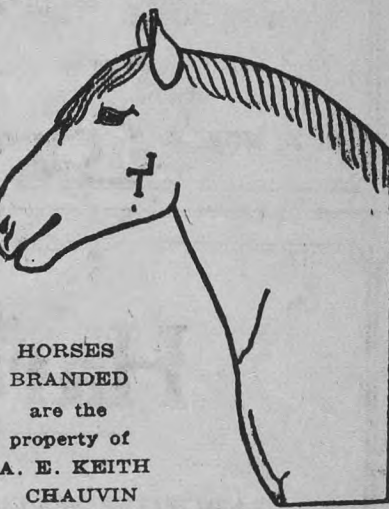 HORSES
BRANDED
are the
property of
A. E. KEITH
CHAUVIN